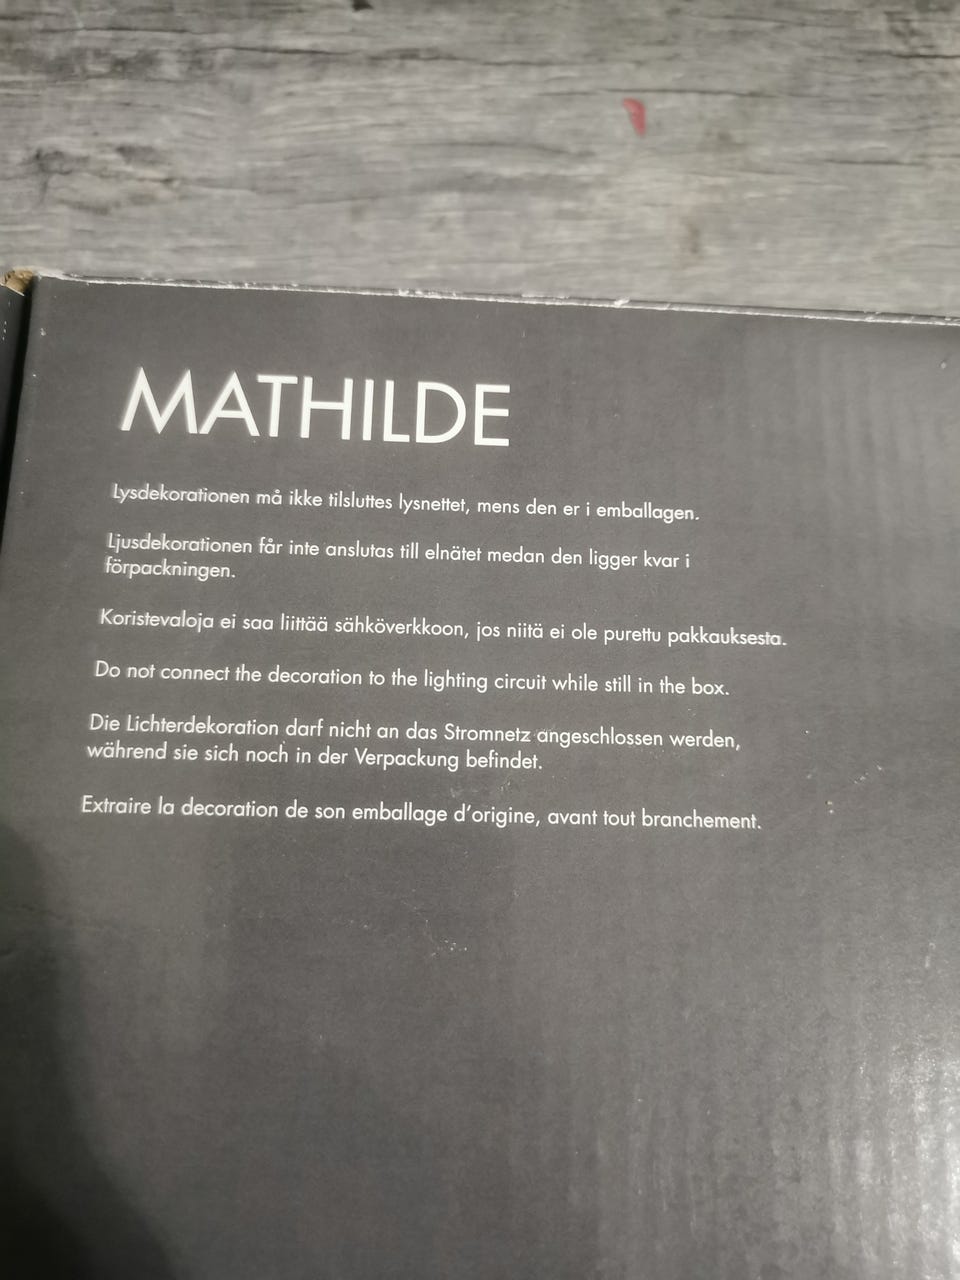 MATHILDE
Lysdekorationen må ikke tilsluttes lysnettet, mens den er i emballagen.
Ljusdekorationen får inte anslutas till elnätet medan den ligger kvar i
förpackningen.
Koristevaloja ei saa liittää sähköverkkoon, jos niitä ei ole purettu pakkauksesta.
Do not connect the decoration to the lighting circuit while still in the box.
Die Lichterdekoration darf nicht an das Stromnetz angeschlossen werden,
während sie sich noch in der Verpackung befindet.
Extraire la decoration de son emballage d'origine, avant tout branchement.